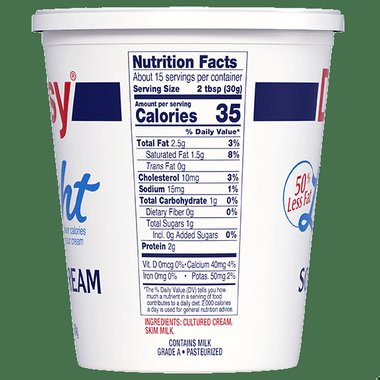 Nutrition Facts
About 15 servings per container
Serving Size 2 tbsp (30g)
Amount per serving
Calories 35
% Daily Value*
Total Fat 2.5g 3%
Saturated Fat 1.5g 8%
Trans Fat 0g
Cholesterol 10mg 3%
Sodium 15mg 1%
Total Carbohydrate 1g 0%
Dietary Fiber 0g 0%
Total Sugars 1g
Incl. 0g Added Sugars 0%
Protein 2g
Vit. D 0mcg 0% • Calcium 40mg 4%
Iron 0mg 0% • Potas. 50mg 2%
*The % Daily Value (DV) tells you how
much a nutrient in a serving of food
contributes to a daily diet. 2,000 calories
a day is used for general nutrition advice.
INGREDIENTS: CULTURED CREAM,
SKIM MILK.
CONTAINS MILK
GRADE A • PASTEURIZED
sy®
ht
calories
cream
REAM
50%
Less Fat